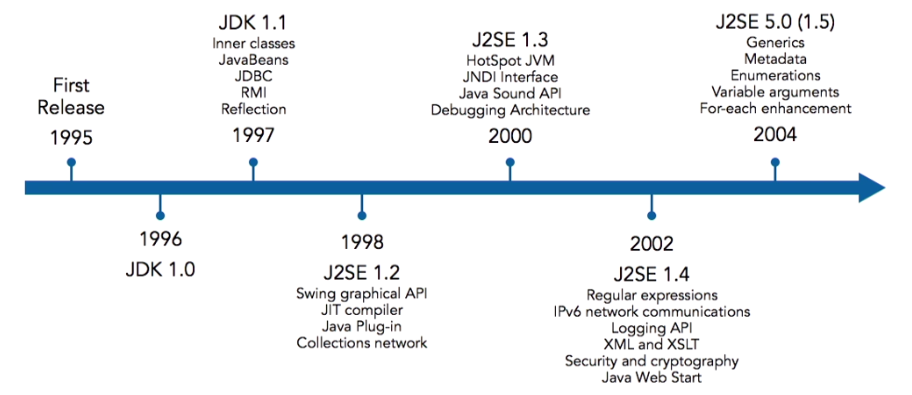 First
Release
1995
JDK 1.1
Inner classes
JavaBeans
JDBC
RMI
Reflection
1997
J2SE 1.3
HotSpot JVM
JNDI Interface
Java Sound API
Debugging Architecture
2000
J2SE 5.0 (1.5)
Generics
Metadata
Enumerations
Variable arguments
For-each enhancement
2004
1996
JDK 1.0
1998
J2SE 1.2
Swing graphical API
JIT compiler
Java Plug-in
Collections network
2002
J2SE 1.4
Regular expressions
IPv6 network communications
Logging API
XML and XSLT
Security and cryptography
Java Web Start